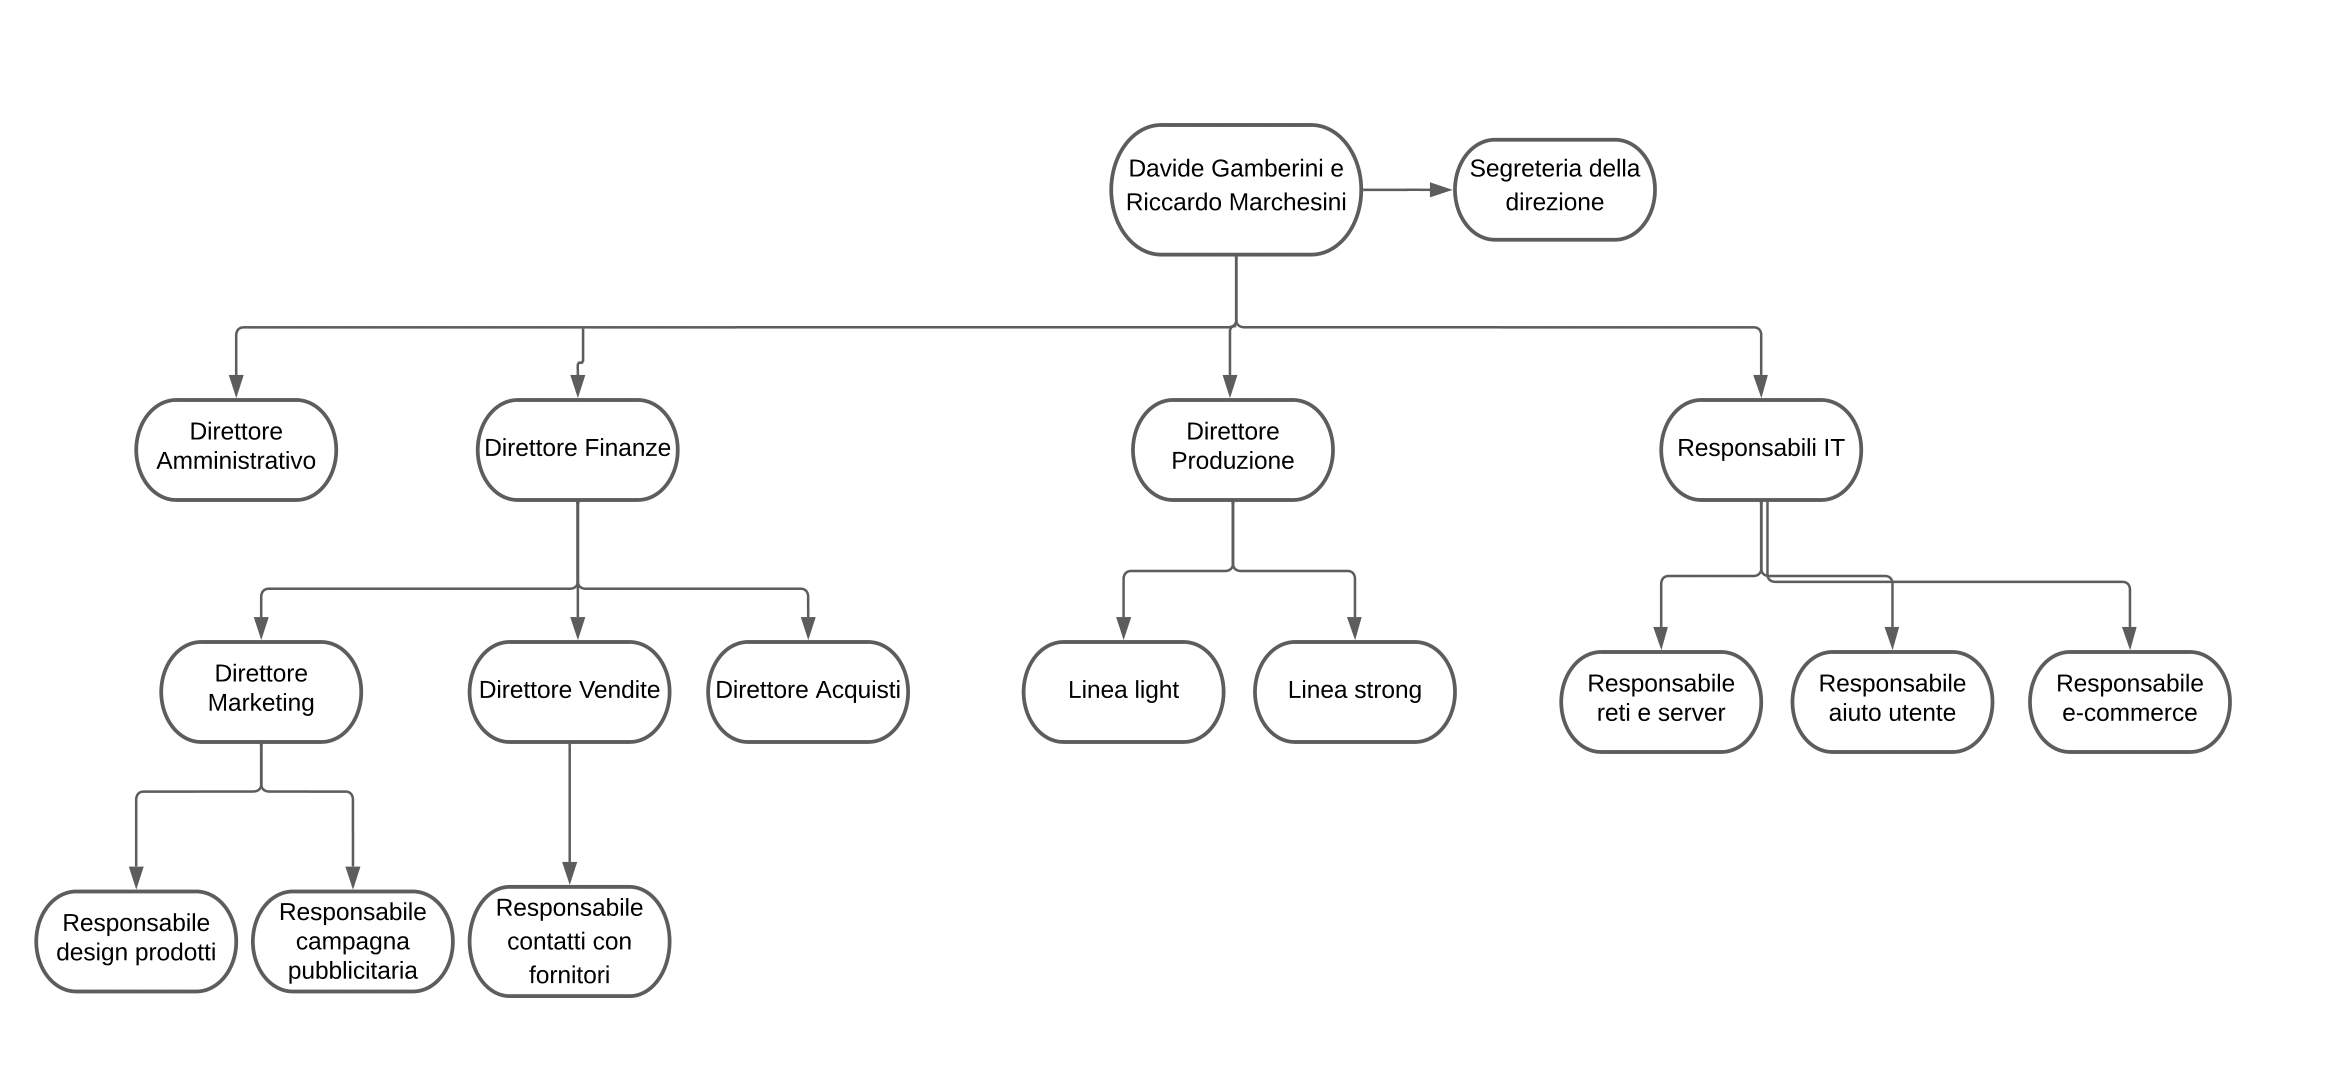 Davide Gamberini e
Riccardo Marchesini
Segreteria della
direzione
Direttore
Amministrativo
Direttore Finanze
Direttore
Produzione
Responsabili IT
Direttore
Marketing
Direttore Vendite
Direttore Acquisti
Linea light
Linea strong
Responsabile
reti e server
Responsabile
aiuto utente
Responsabile
e-commerce
Responsabile
design prodotti
Responsabile
campagna
pubblicitaria
Responsabile
contatti con
fornitori